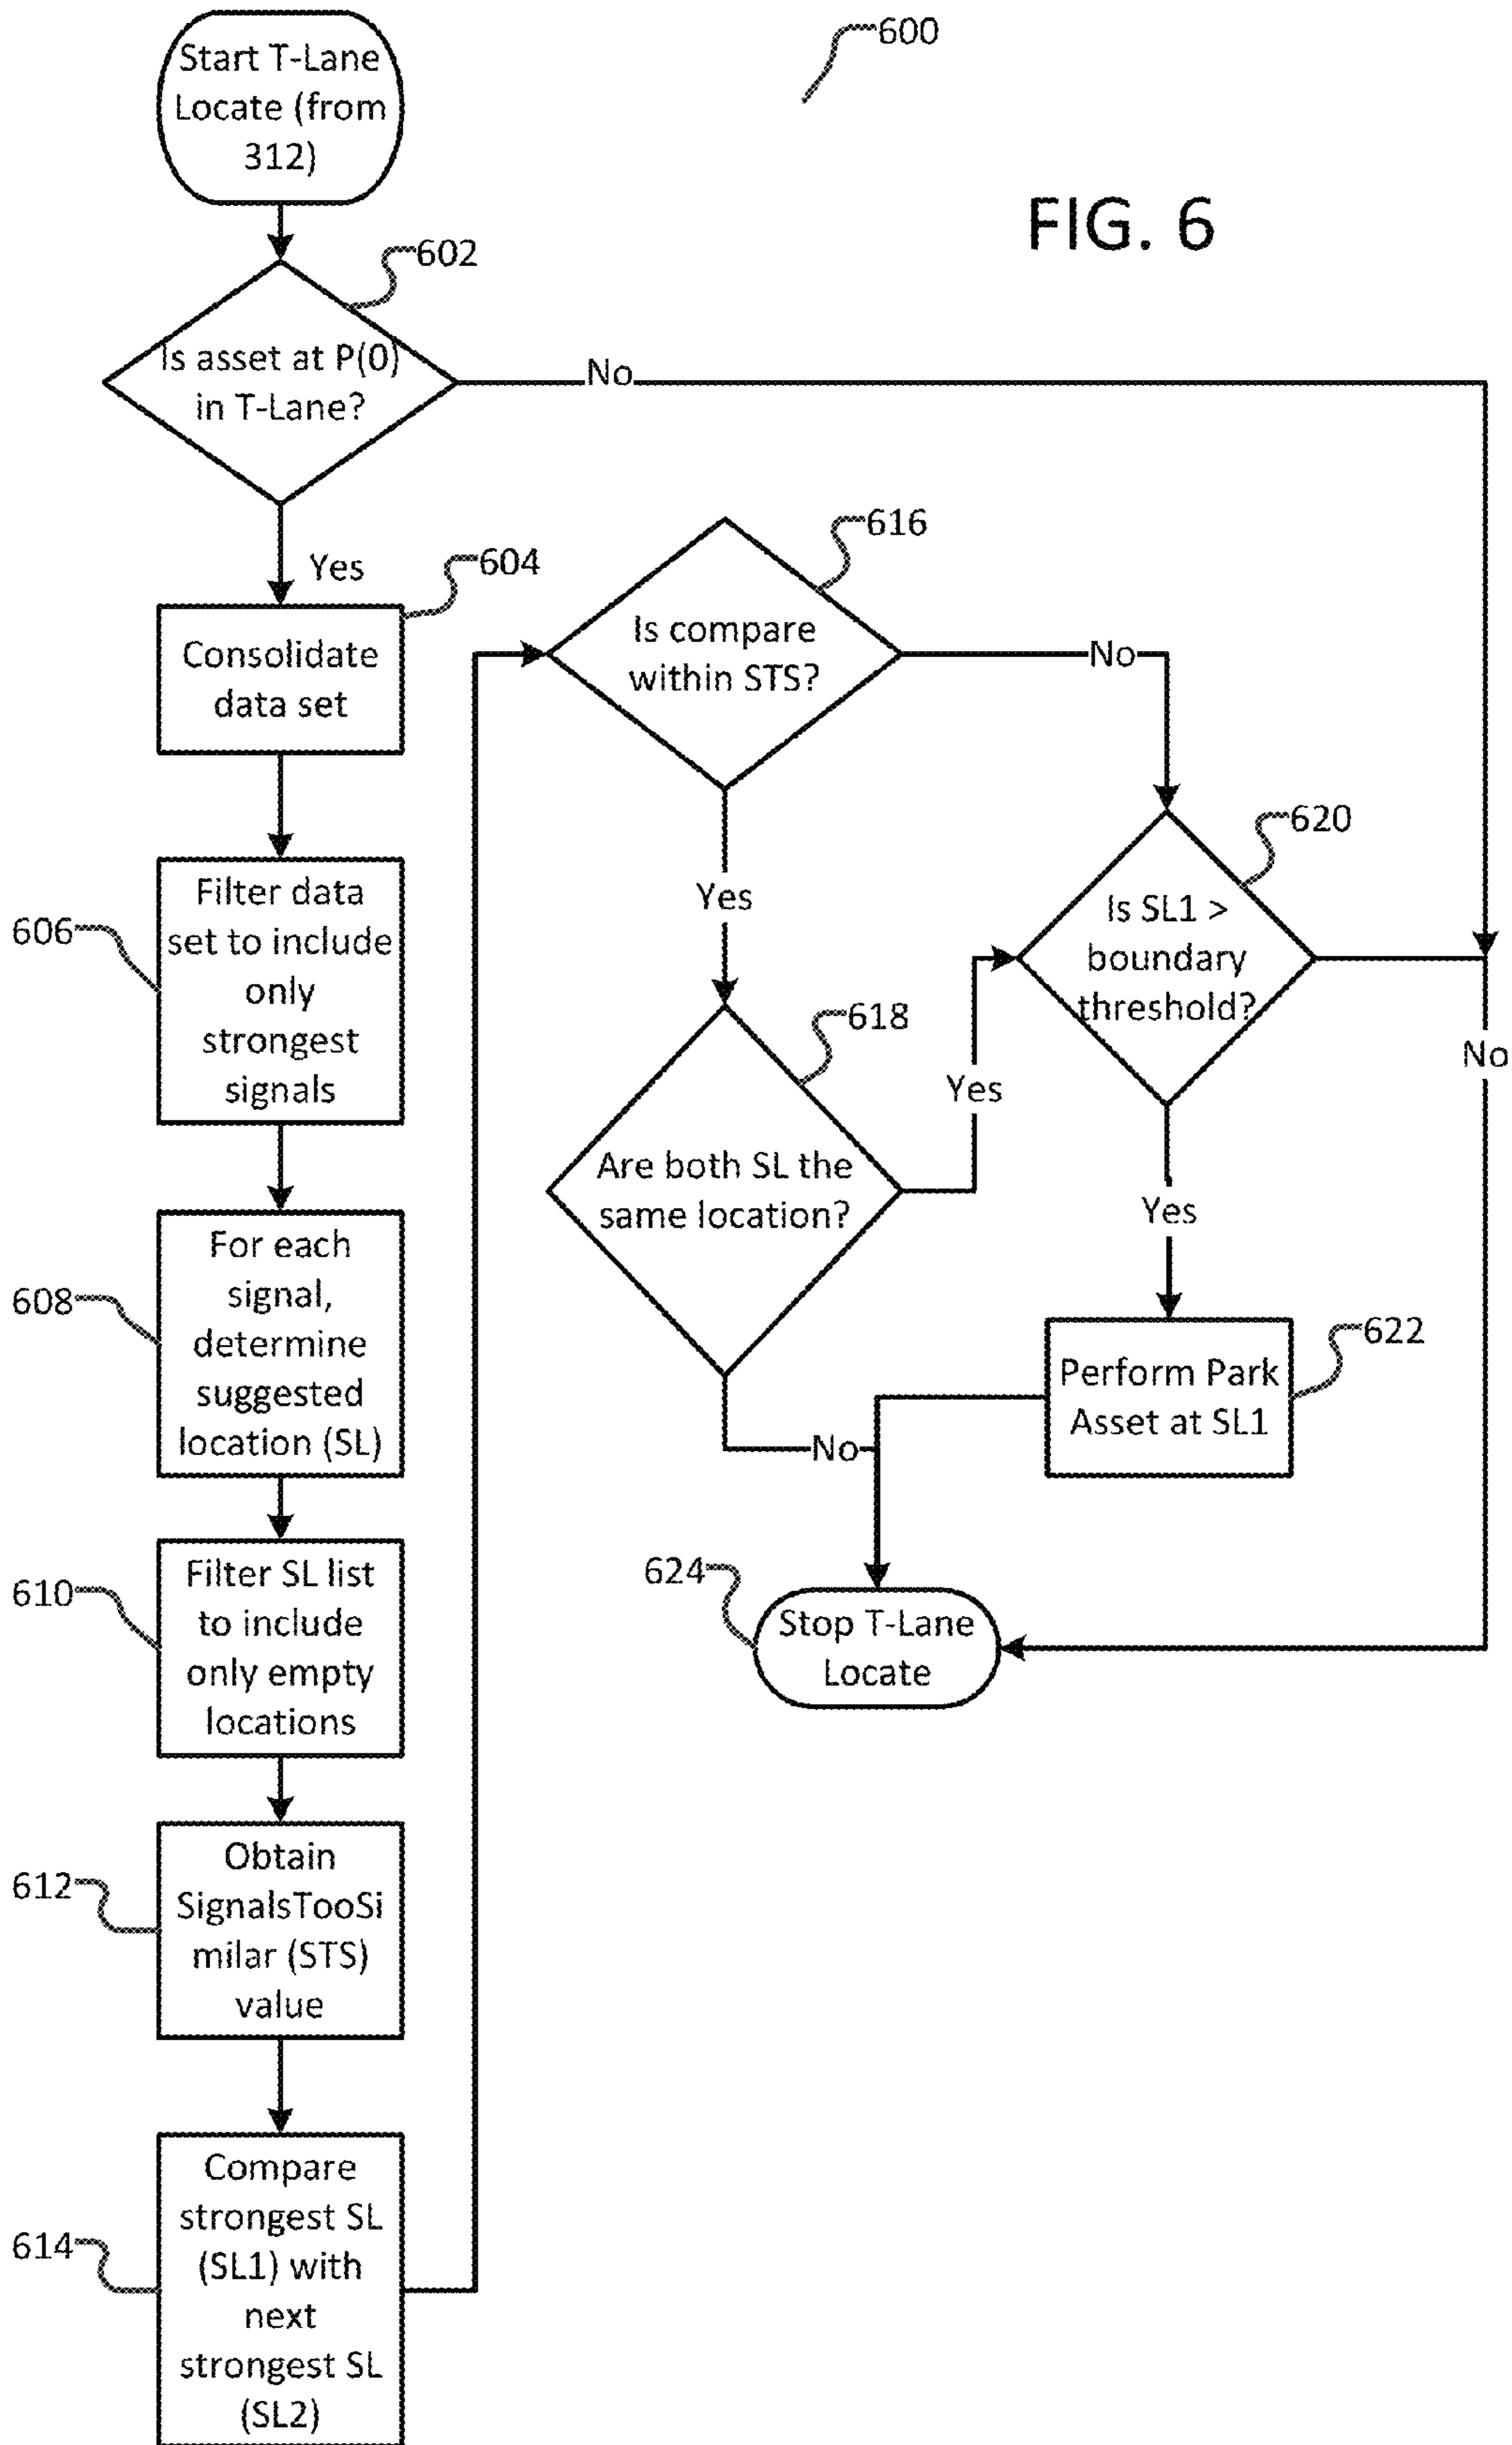 600
FIG. 6
Start T-Lane
Locate (from
312)
602
Is asset at P(0)
in T-Lane?
No
Yes
604
Consolidate
data set
606
Filter data
set to include
only
strongest
signals
608
For each
signal,
determine
suggested
location (SL)
610
Filter SL list
to include
only empty
locations
612
Obtain
SignalsTooSi
milar (STS)
value
614
Compare
strongest SL
(SL1) with
next
strongest SL
(SL2)
616
Is compare
within STS?
No
Yes
618
Are both SL the
same location?
Yes
No
620
Is SL1 >
boundary
threshold?
No
Yes
622
Perform Park
Asset at SL1
624
Stop T-Lane
Locate